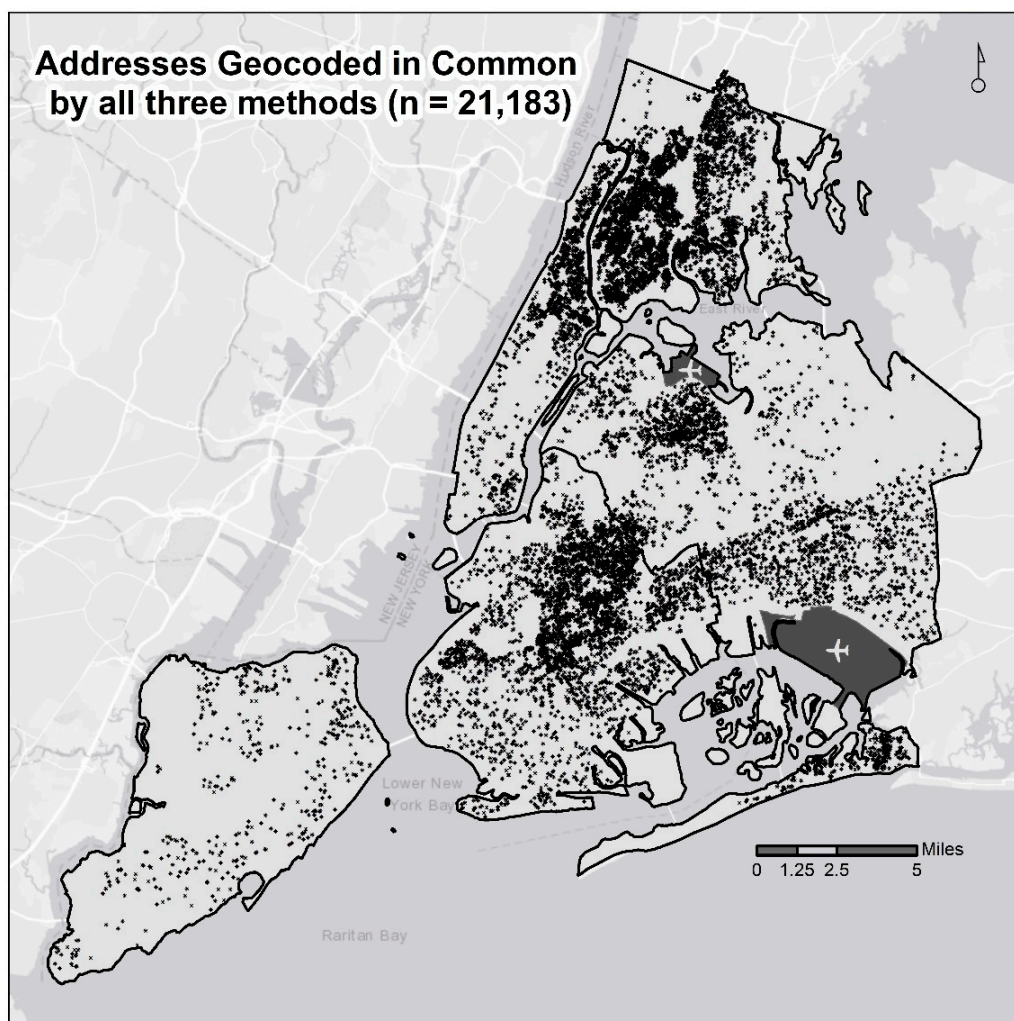 Addresses Geocoded in Common
by all three methods (n = 21,183)
Hudson River
East River
NEW JERSEY
NEW YORK
Lower New
York Bay
Miles
0 1.25 2.5 5
Raritan Bay